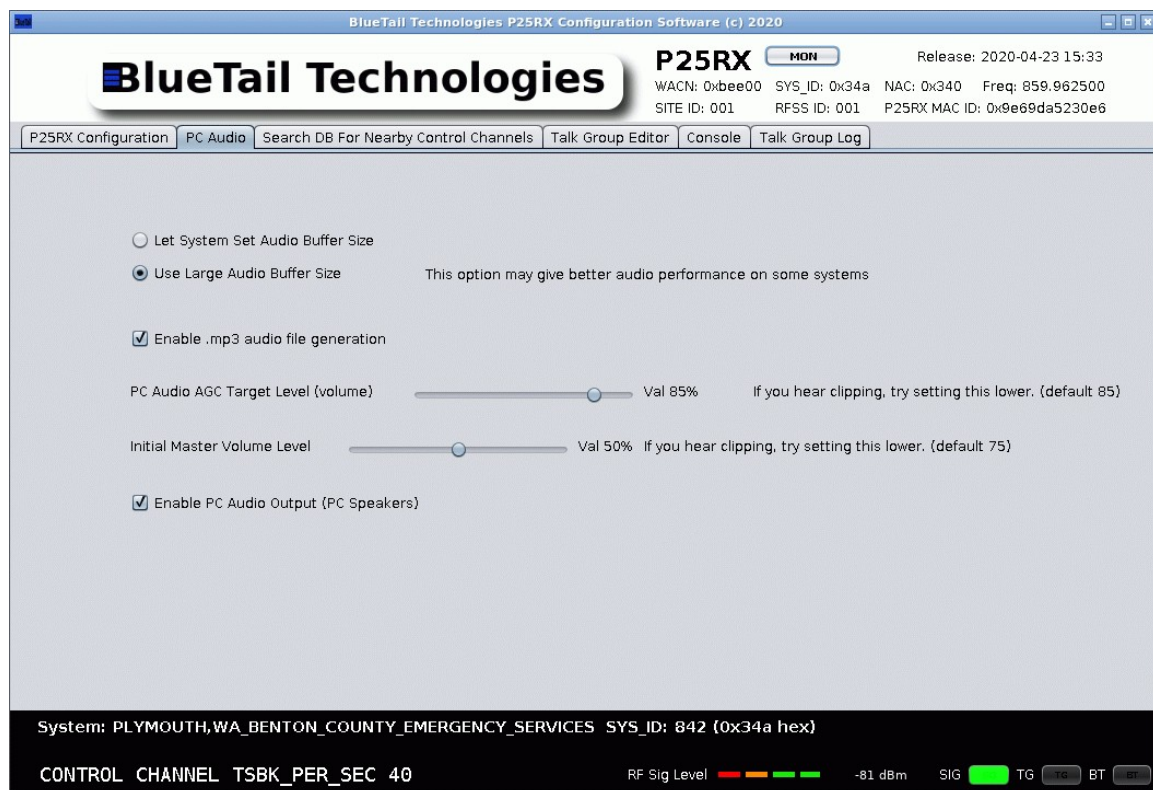 BlueTail Technologies P25RX Configuration Software (c) 2020
BlueTail Technologies
P25RX MON Release: 2020-04-23 15:33
WACN: 0xbee00 SYS_ID: 0x34a NAC: 0x340 Freq: 859.962500
SITE ID: 001 RFSS ID: 001 P25RX MAC ID: 0x9e69da5230e6
P25RX Configuration PC Audio Search DB For Nearby Control Channels Talk Group Editor Console Talk Group Log
Let System Set Audio Buffer Size
Use Large Audio Buffer Size This option may give better audio performance on some systems
Enable .mp3 audio file generation
PC Audio AGC Target Level (volume) Val 85% If you hear clipping, try setting this lower. (default 85)
Initial Master Volume Level Val 50% If you hear clipping, try setting this lower. (default 75)
Enable PC Audio Output (PC Speakers)
System: PLYMOUTH,WA_BENTON_COUNTY_EMERGENCY_SERVICES SYS_ID: 842 (0x34a hex)
CONTROL CHANNEL TSBK_PER_SEC 40 RF Sig Level -81 dBm SIG TG TG BT BT